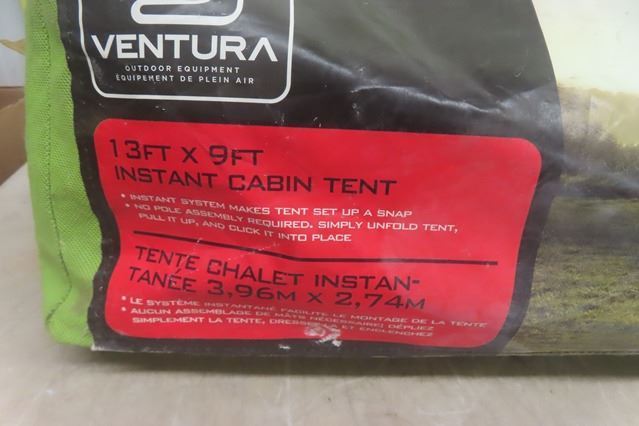 VENTURA
OUTDOOR EQUIPMENT
ÉQUIPEMENT DE PLEIN AIR
13FT X 9FT
INSTANT CABIN TENT
• INSTANT SYSTEM MAKES TENT SET UP A SNAP
• NO POLE ASSEMBLY REQUIRED. SIMPLY UNFOLD TENT,
PULL IT UP, AND CLICK IT INTO PLACE
TENTE CHALET INSTAN-
TANÉE 3,96M X 2,74M
• LE SYSTÈME INSTANTANÉ FACILITE LE MONTAGE DE LA TENTE
• AUCUN ASSEMBLAGE DE MÂTS NÉCESSAIRE; DÉPLIEZ
SIMPLEMENT LA TENTE, ET ENCLENCHEZ